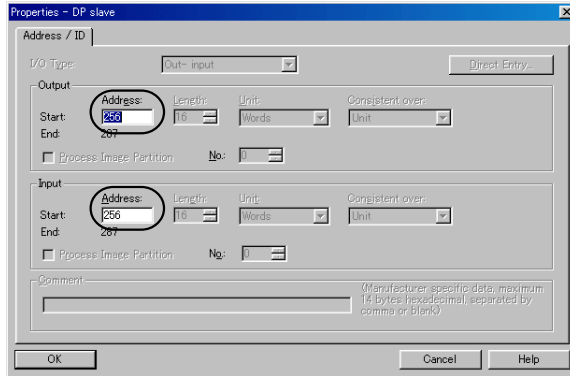 Properties - DP slave
Address / ID
I/O Type: Out- input Direct Entry...
Output
Address: Length: Unit: Consistent over:
Start: 256 16 Words Unit
End: 287
Process Image Partition No.: 0
Input
Address: Length: Unit: Consistent over:
Start: 256 16 Words Unit
End: 287
Process Image Partition No.: 0
Comment:
(Manufacturer specific data, maximum
14 bytes hexadecimal, separated by
comma or blank)
OK Cancel Help